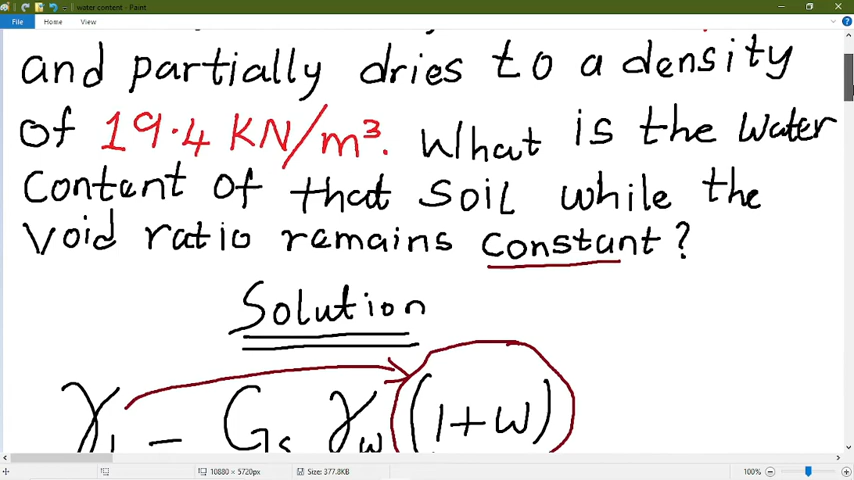 water content - Paint
File Home View
and partially dries to a density
of 19.4 KN/m³. What is the water
Content of that soil while the
Void ratio remains constant?
Solution
γ₁ = Gs γw (1+w)
10880 × 5720px Size: 377.8KB 100%